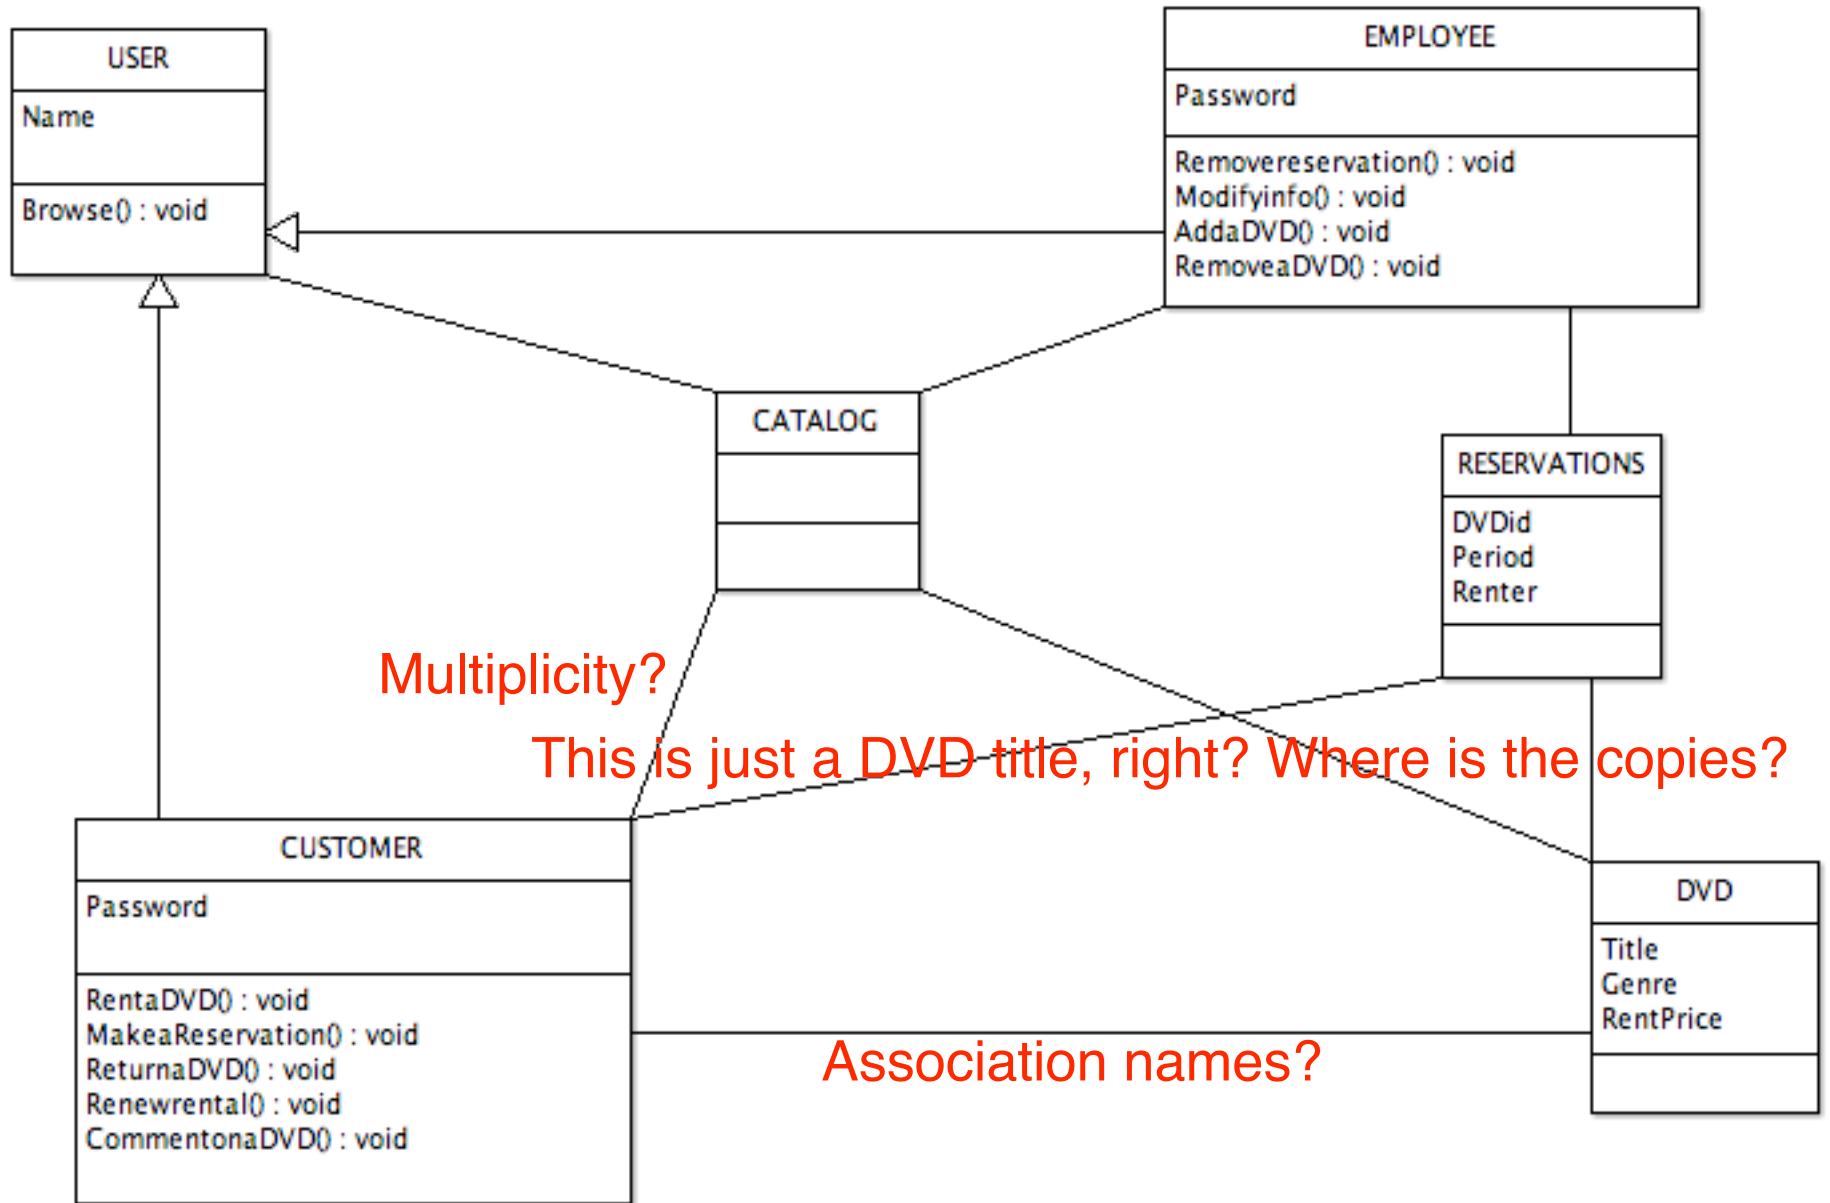 USER
Name
Browse() : void
EMPLOYEE
Password
Removereservation() : void
Modifyinfo() : void
AddaDVD() : void
RemoveaDVD() : void
CATALOG
RESERVATIONS
DVDid
Period
Renter
Multiplicity?
This is just a DVD title, right? Where is the copies?
CUSTOMER
Password
RentaDVD() : void
MakeaReservation() : void
ReturnaDVD() : void
Renewrental() : void
CommentonaDVD() : void
Association names?
DVD
Title
Genre
RentPrice